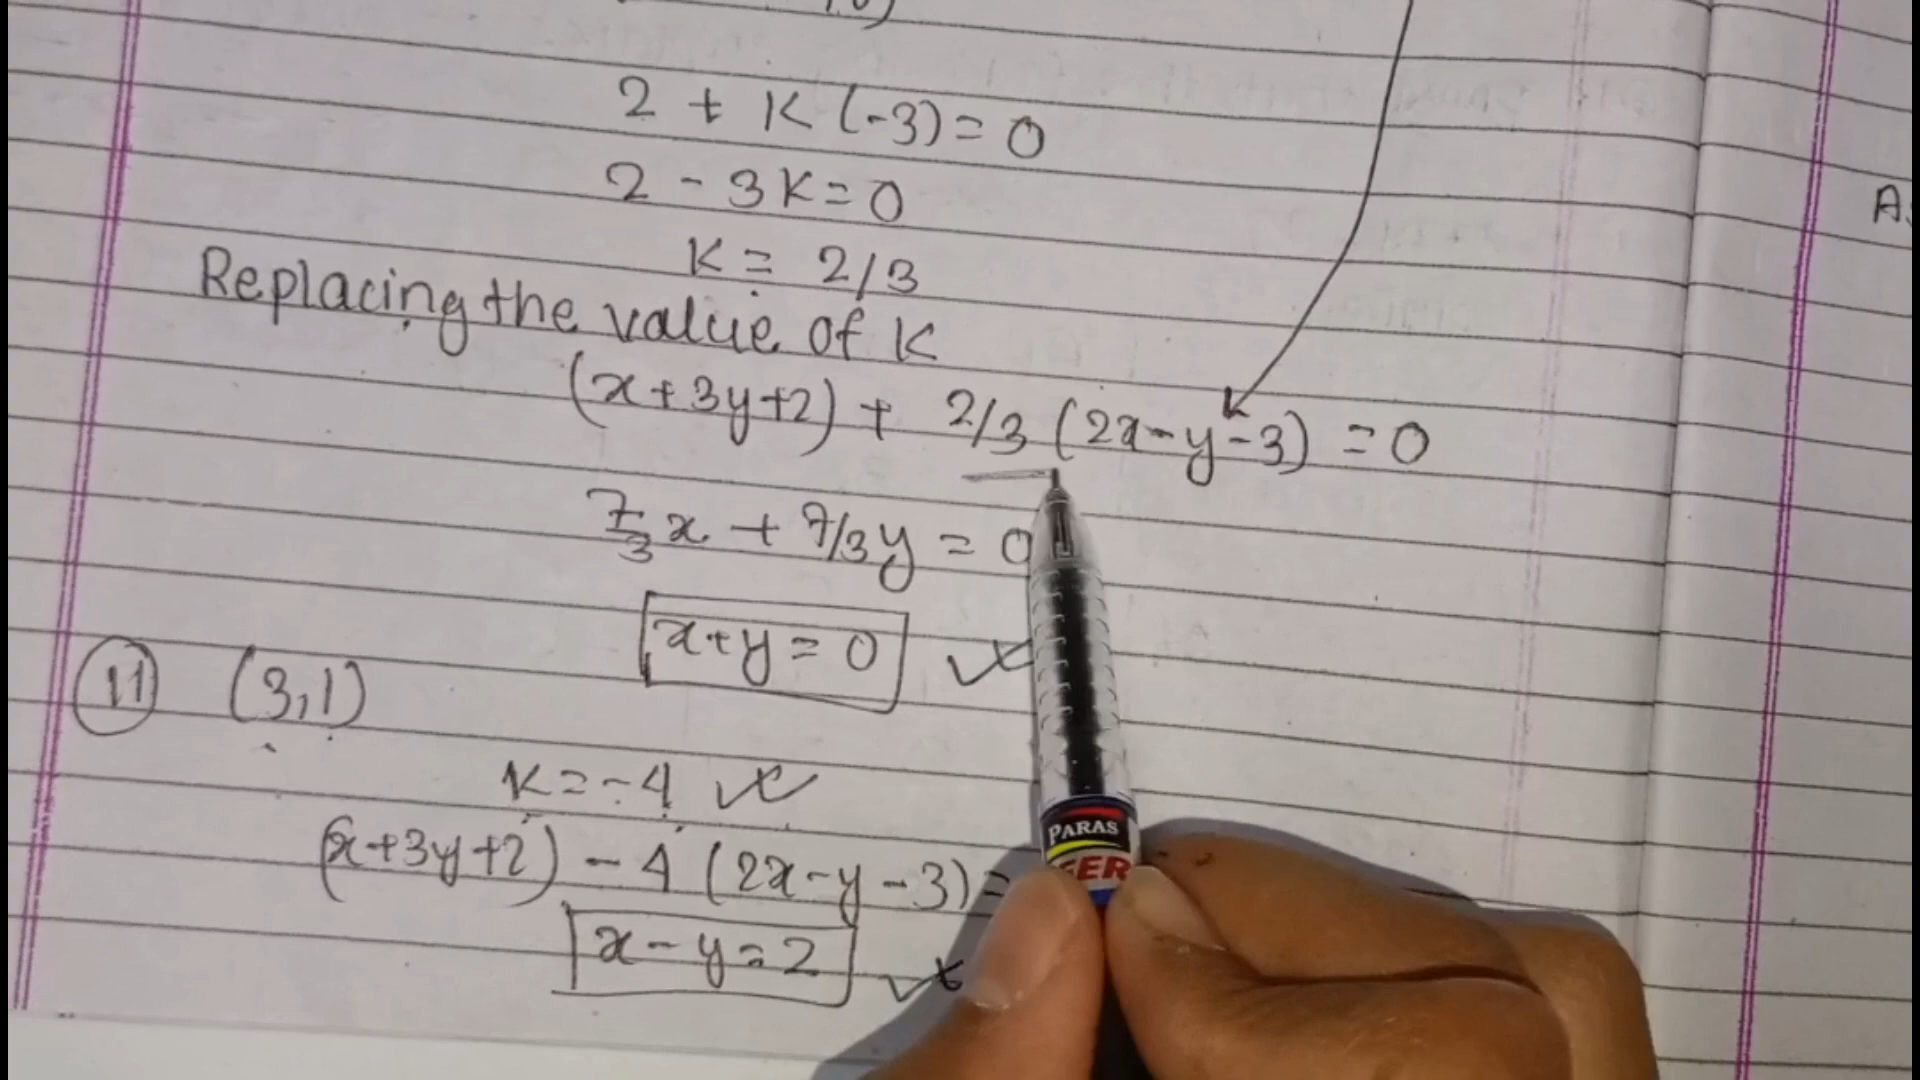 2 + K (-3) = 0
2 - 3K = 0
K = 2/3
Replacing the value of K
(x+3y+2) + 2/3 (2x-y-3) = 0
7/3 x + 7/3 y = 0
x+y = 0
11 (3,1)
K = -4
(x+3y+2) - 4 (2x-y-3) =
x - y = 2
PARAS